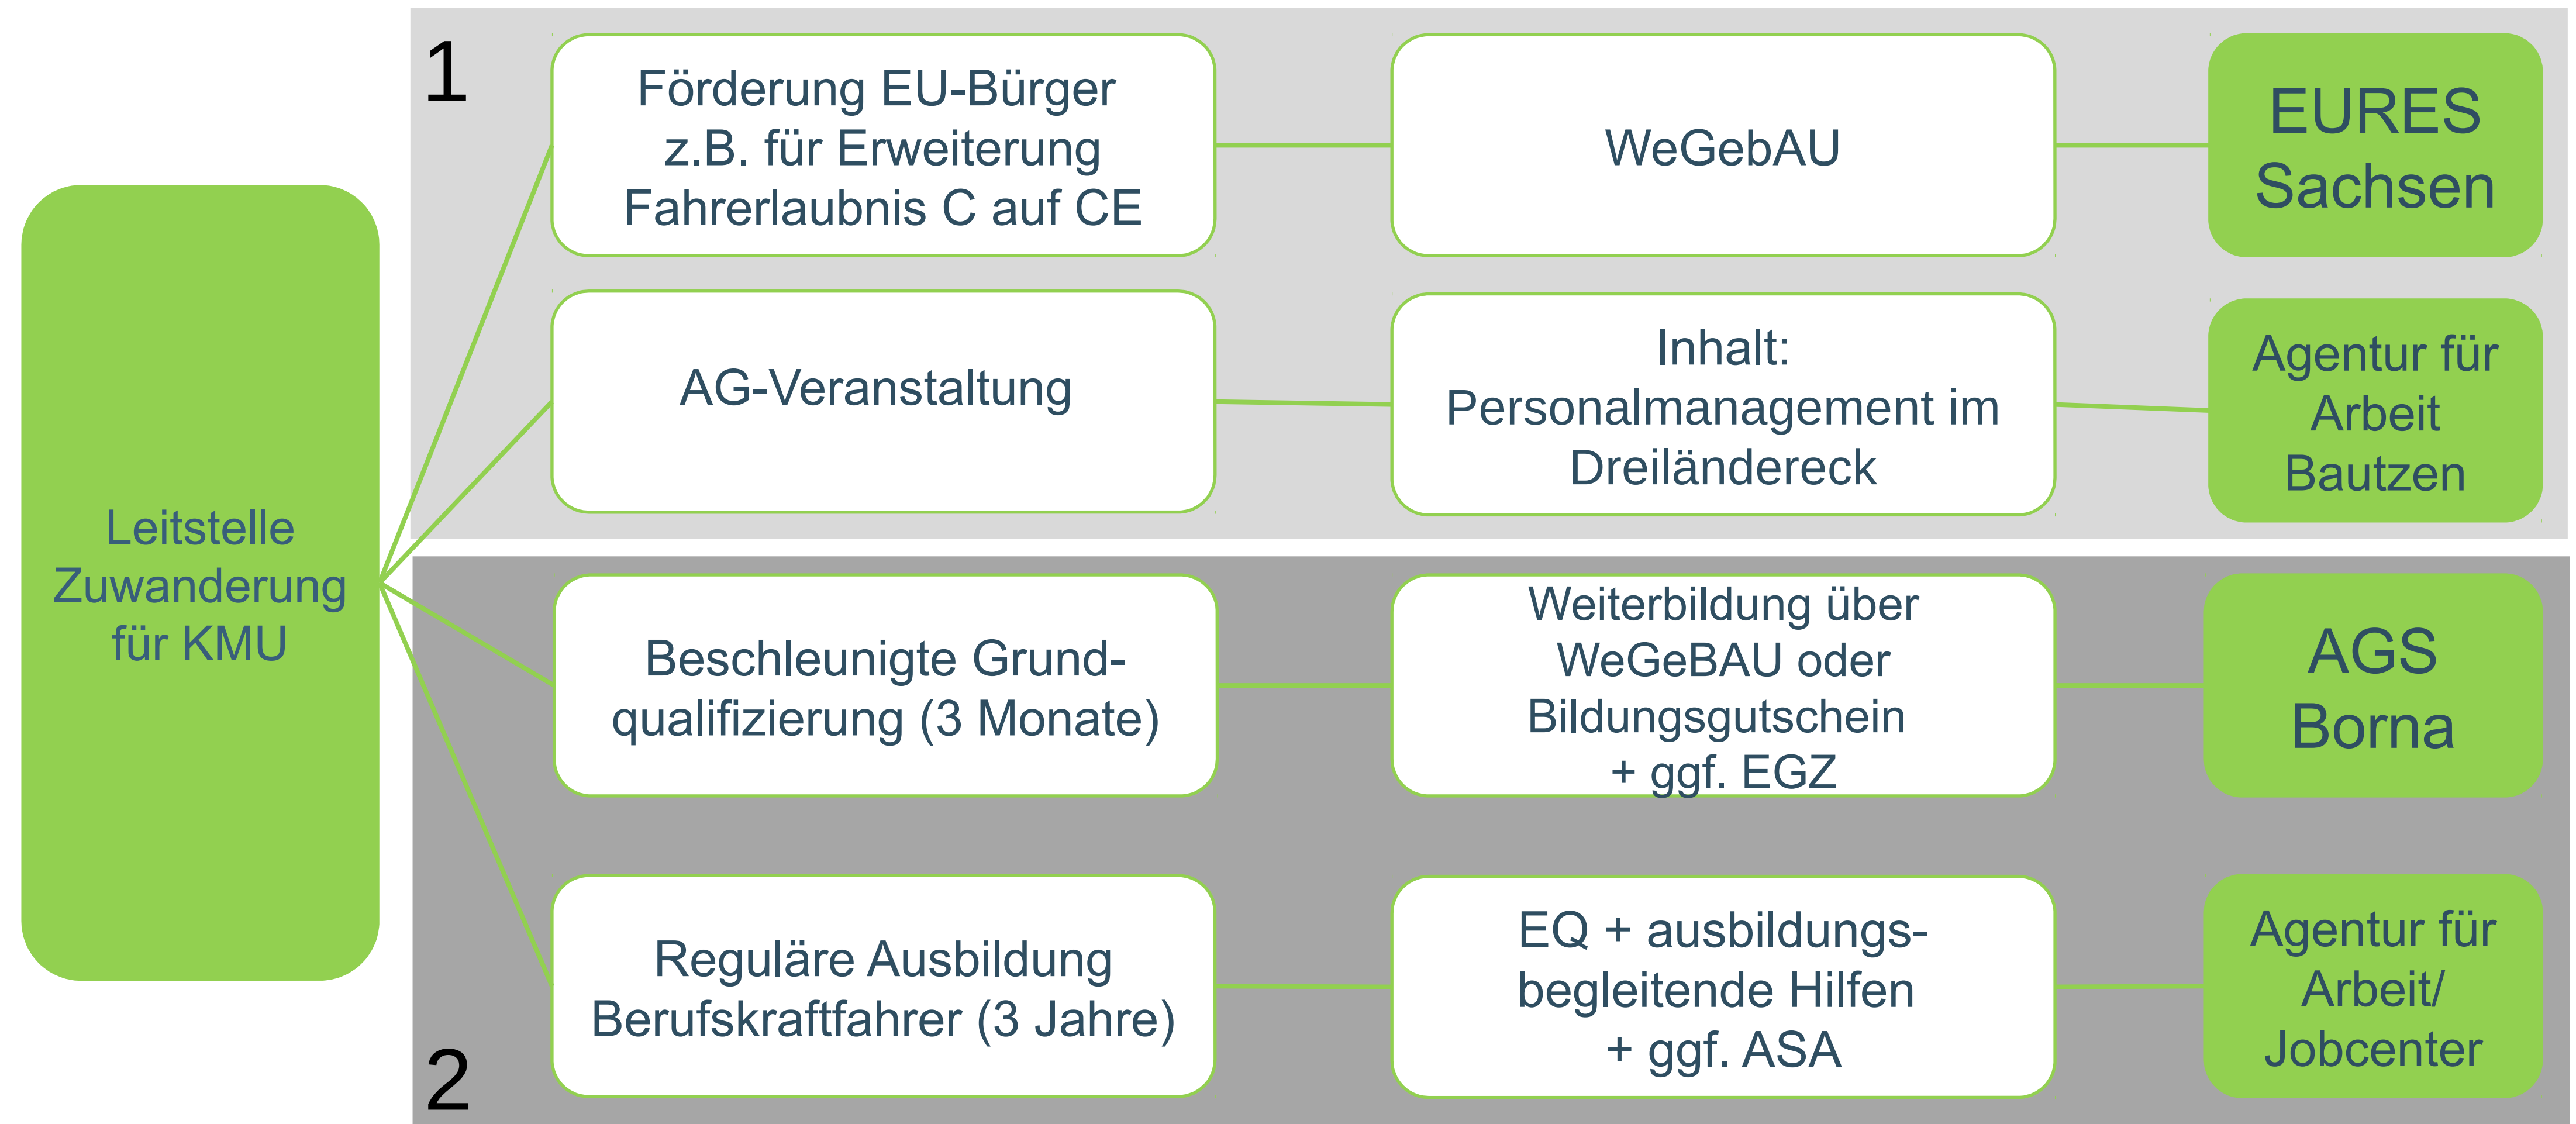 Leitstelle
Zuwanderung
für KMU
1
Förderung EU-Bürger
z.B. für Erweiterung
Fahrerlaubnis C auf CE
WeGebAU
EURES
Sachsen
AG-Veranstaltung
Inhalt:
Personalmanagement im
Dreiländereck
Agentur für
Arbeit
Bautzen
Beschleunigte Grund-
qualifizierung (3 Monate)
Weiterbildung über
WeGeBAU oder
Bildungsgutschein
+ ggf. EGZ
AGS
Borna
Reguläre Ausbildung
Berufskraftfahrer (3 Jahre)
EQ + ausbildungs-
begleitende Hilfen
+ ggf. ASA
Agentur für
Arbeit/
Jobcenter
2